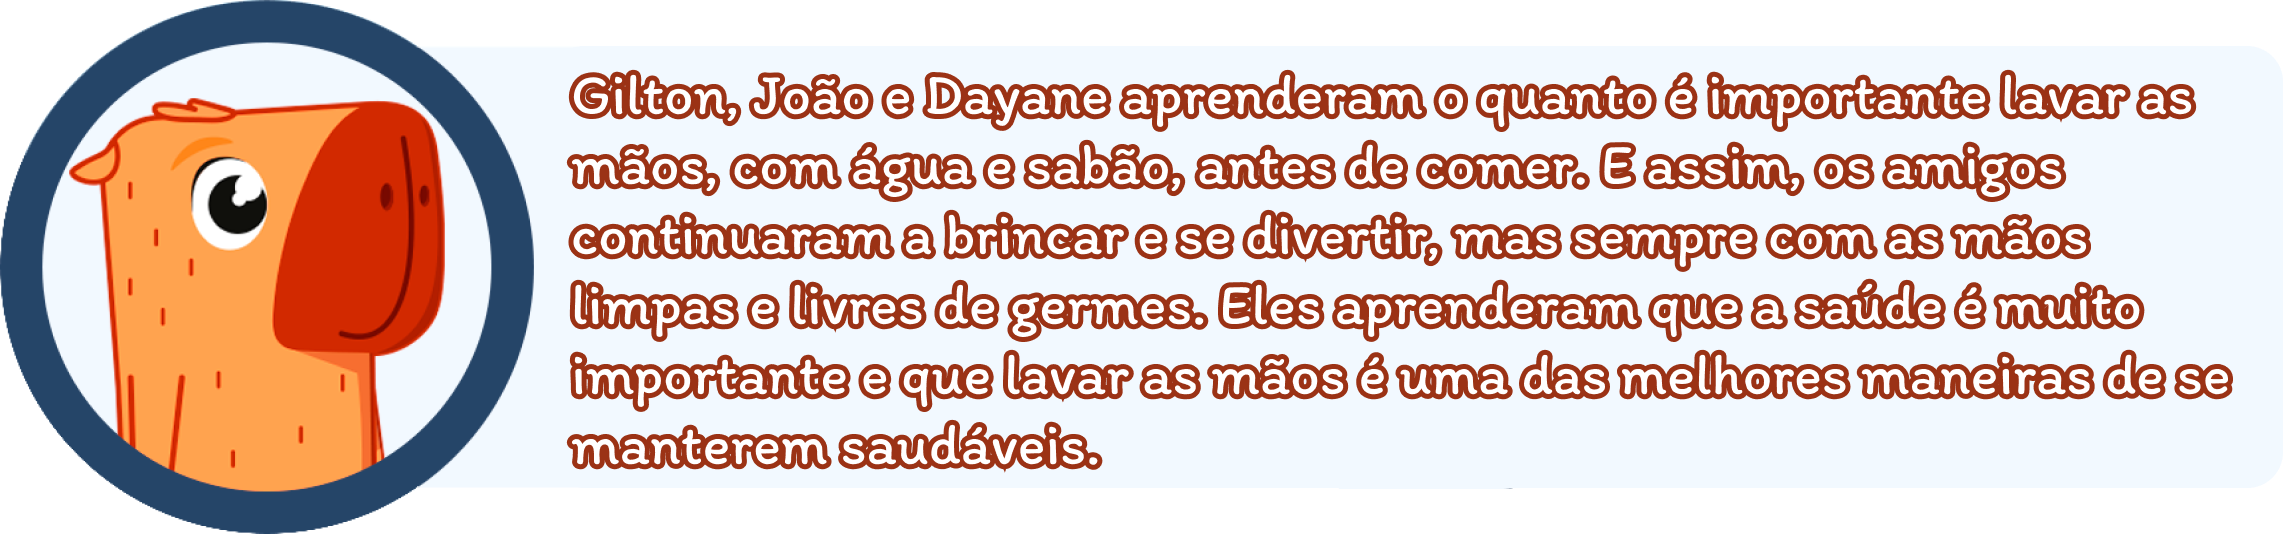 Gilton, João e Dayane aprenderam o quanto é importante lavar as
mãos, com água e sabão, antes de comer. E assim, os amigos
continuaram a brincar e se divertir, mas sempre com as mãos
limpas e livres de germes. Eles aprenderam que a saúde é muito
importante e que lavar as mãos é uma das melhores maneiras de se
manterem saudáveis.